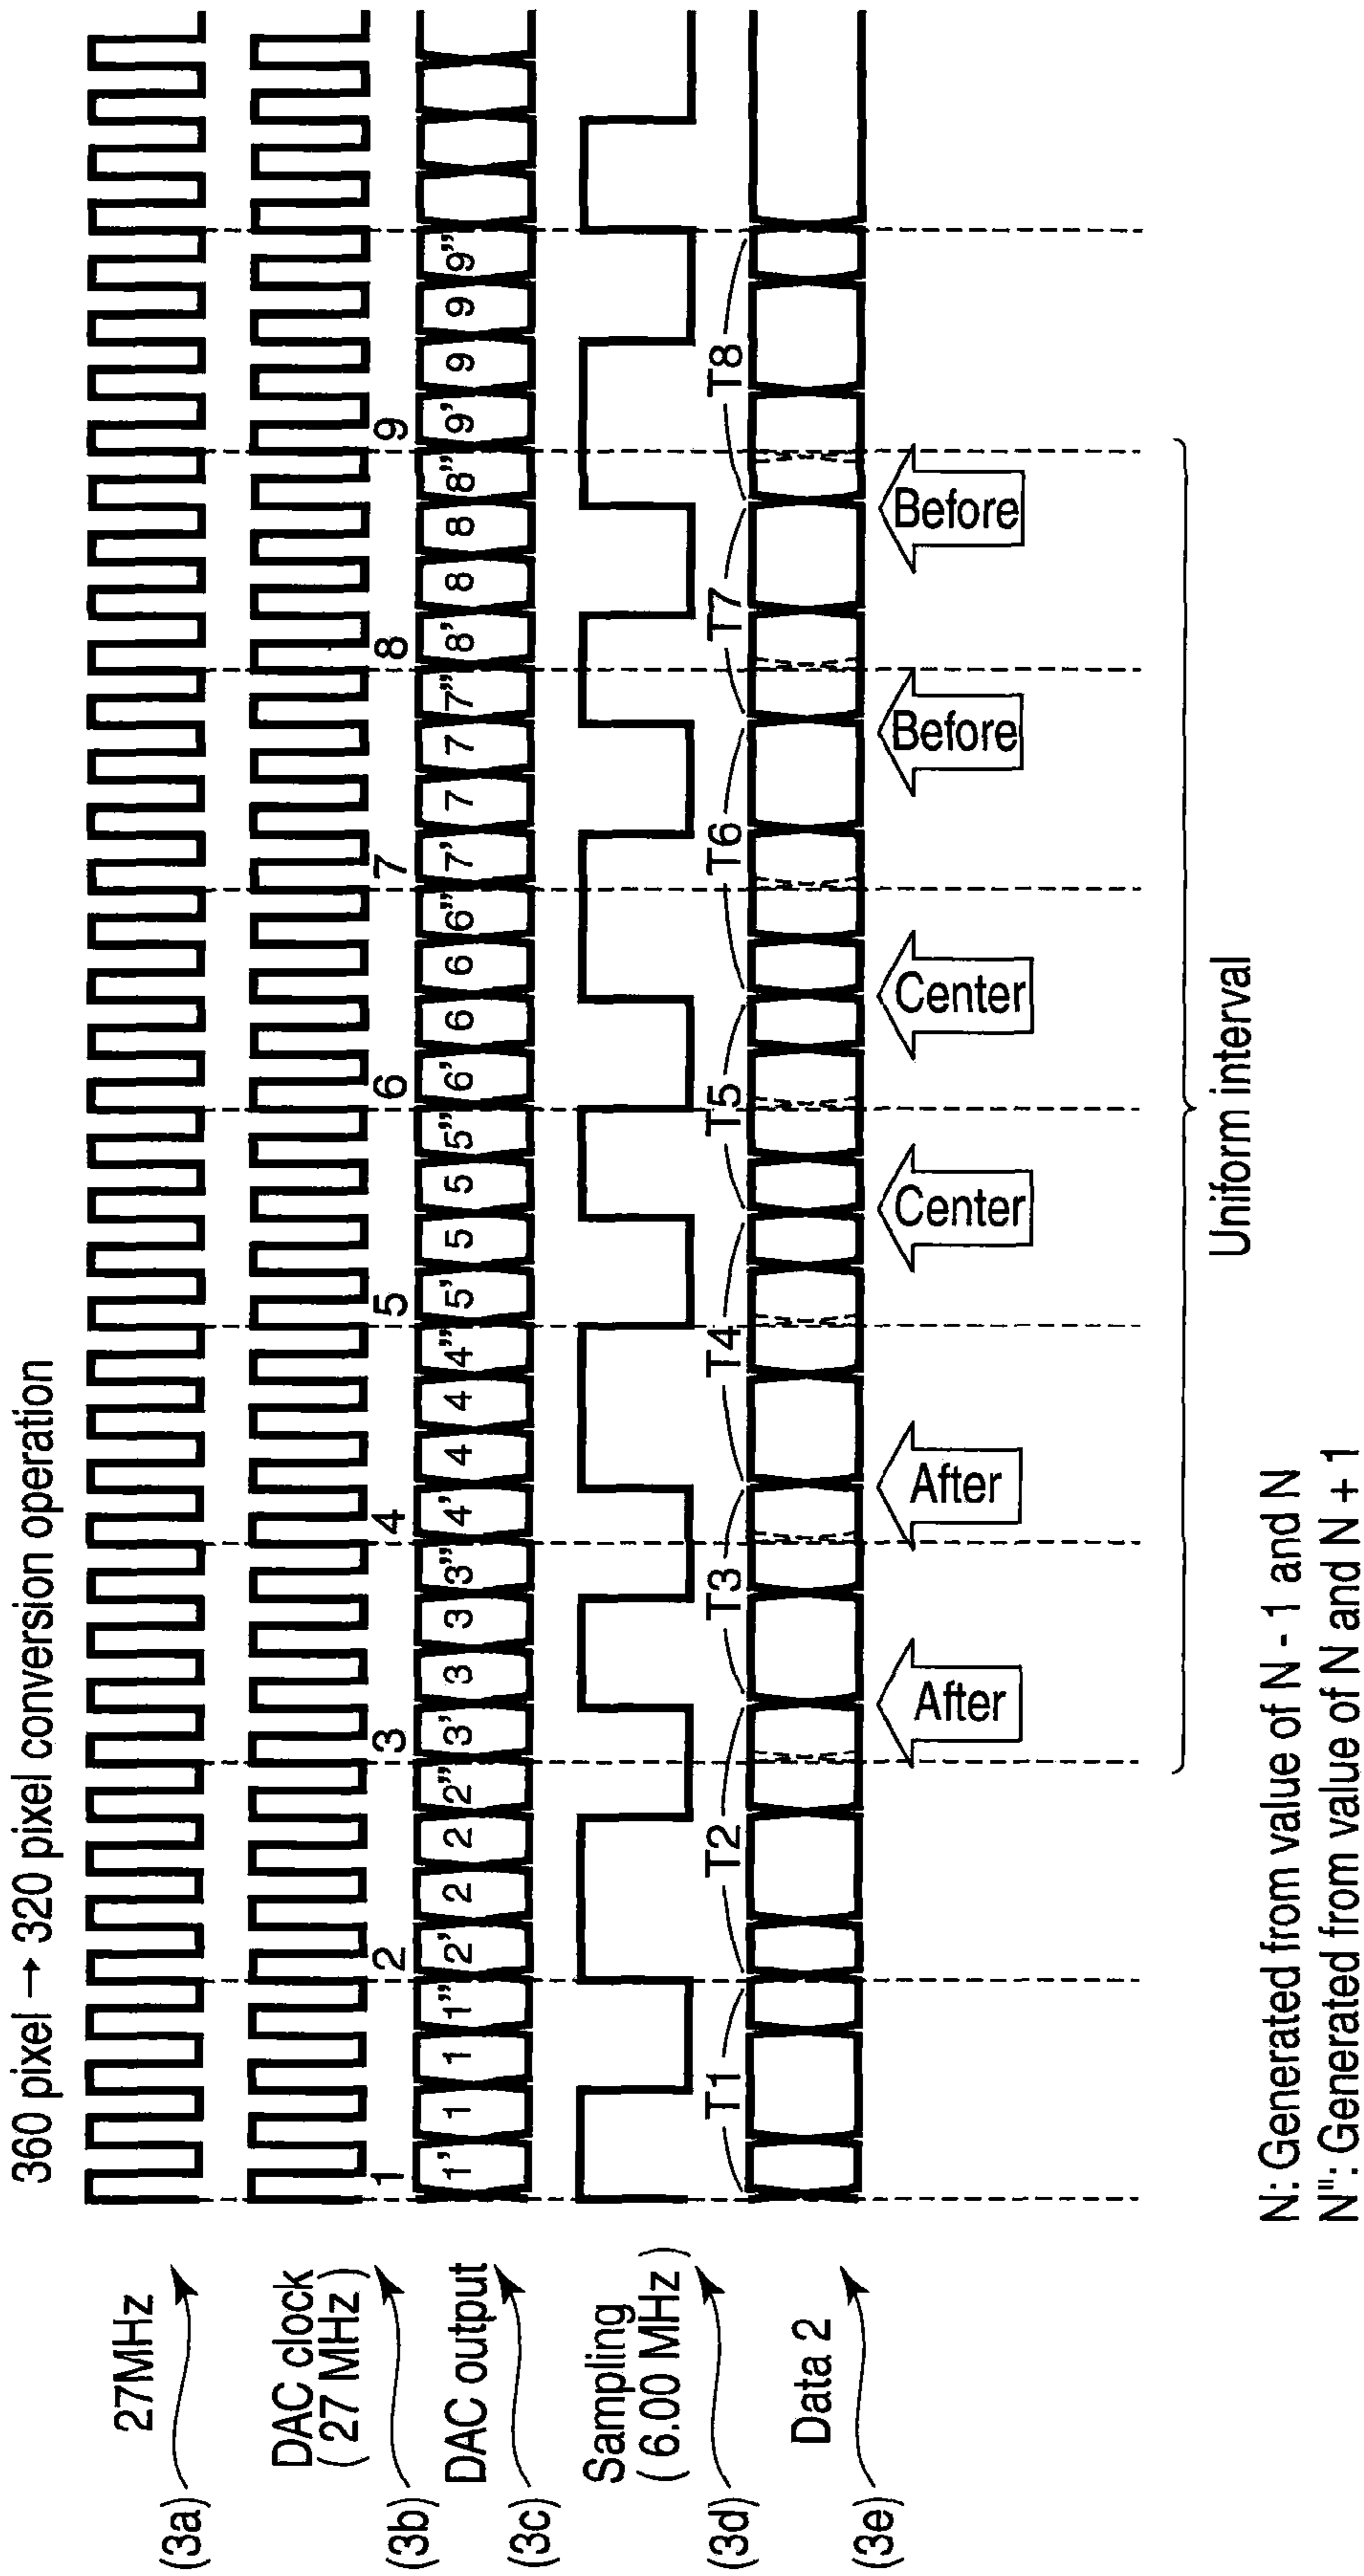 360 pixel → 320 pixel conversion operation
(3a) 27MHz
(3b) DAC clock
( 27 MHz )
1 2 3 4 5 6 7 8 9
(3c) DAC output
1' 1 1 1" 2' 2 2 2" 3' 3 3 3" 4' 4 4 4" 5' 5 5 5" 6' 6 6 6" 7' 7 7 7" 8' 8 8 8" 9' 9 9 9"
(3d) Sampling
( 6.00 MHz )
T1 T2 T3 T4 T5 T6 T7 T8
(3e) Data 2
After After Center Center Before Before
Uniform interval
N: Generated from value of N - 1 and N
N": Generated from value of N and N + 1